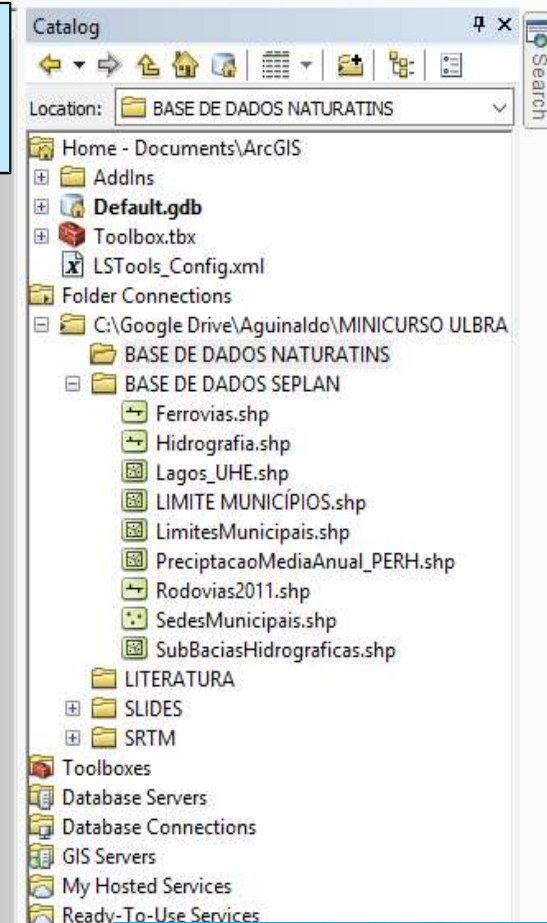 Catalog
Search
Location: BASE DE DADOS NATURATINS
Home - Documents\ArcGIS
AddIns
Default.gdb
Toolbox.tbx
LSTools_Config.xml
Folder Connections
C:\Google Drive\Aguinaldo\MINICURSO ULBRA
BASE DE DADOS NATURATINS
BASE DE DADOS SEPLAN
Ferrovias.shp
Hidrografia.shp
Lagos_UHE.shp
LIMITE MUNICÍPIOS.shp
LimitesMunicipais.shp
PreciptacaoMediaAnual_PERH.shp
Rodovias2011.shp
SedesMunicipais.shp
SubBaciasHidrograficas.shp
LITERATURA
SLIDES
SRTM
Toolboxes
Database Servers
Database Connections
GIS Servers
My Hosted Services
Ready-To-Use Services